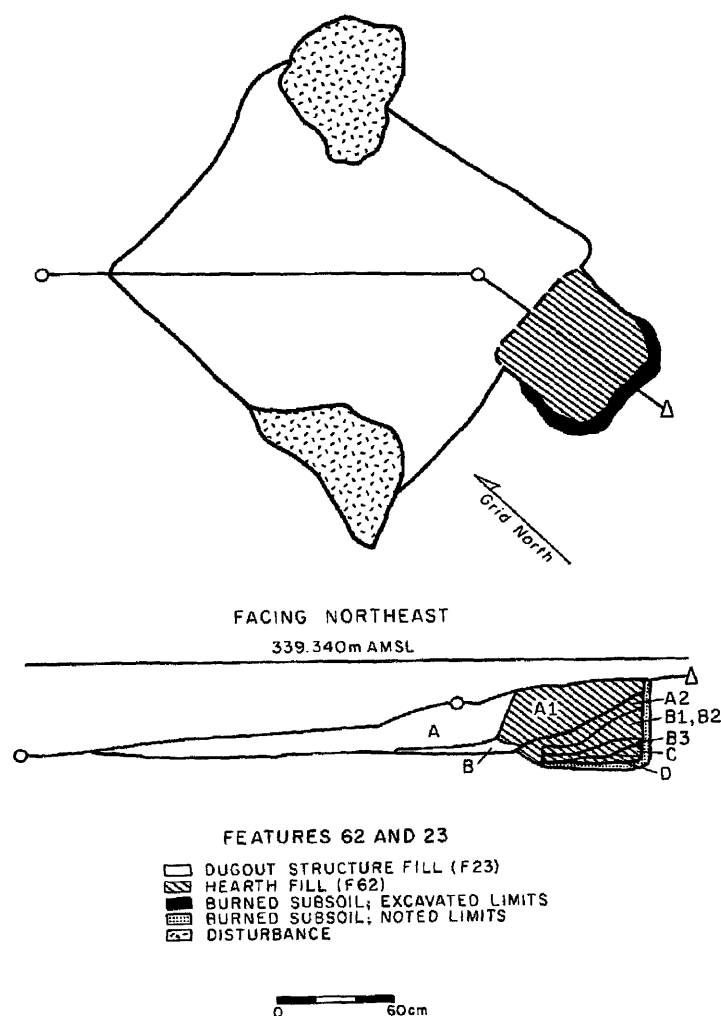 Grid North
FACING NORTHEAST
339.340m AMSL
A1
A2
B1, B2
A
B3
B
C
D
FEATURES 62 AND 23
DUGOUT STRUCTURE FILL (F23)
HEARTH FILL (F62)
BURNED SUBSOIL; EXCAVATED LIMITS
BURNED SUBSOIL; NOTED LIMITS
DISTURBANCE
0 60cm